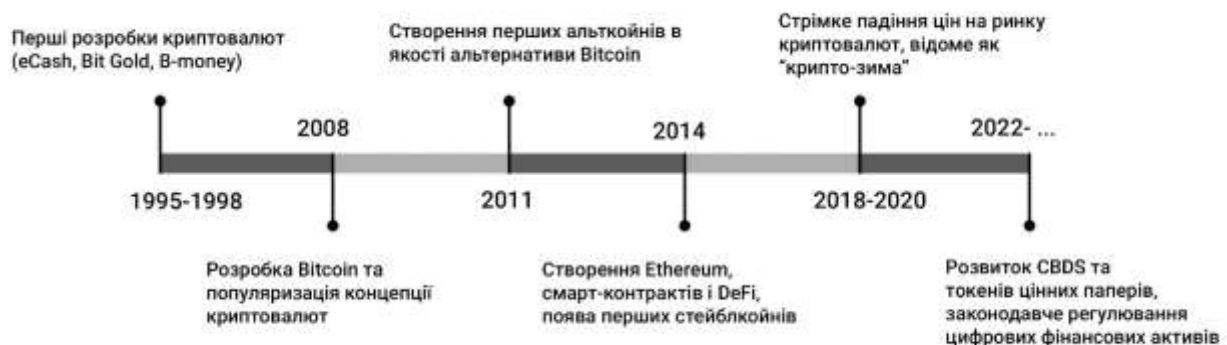 Перші розробки криптовалют
(eCash, Bit Gold, B-money)
Створення перших альткойнів в
якості альтернативи Bitcoin
Стрімке падіння цін на ринку
криптовалют, відоме як
"крипто-зима"
2008
2014
2022- ...
1995-1998
2011
2018-2020
Розробка Bitcoin та
популяризація концепції
криптовалют
Створення Ethereum,
смарт-контрактів і DeFi,
поява перших стейблкойнів
Розвиток CBDS та
токенів цінних паперів,
законодавче регулювання
цифрових фінансових активів